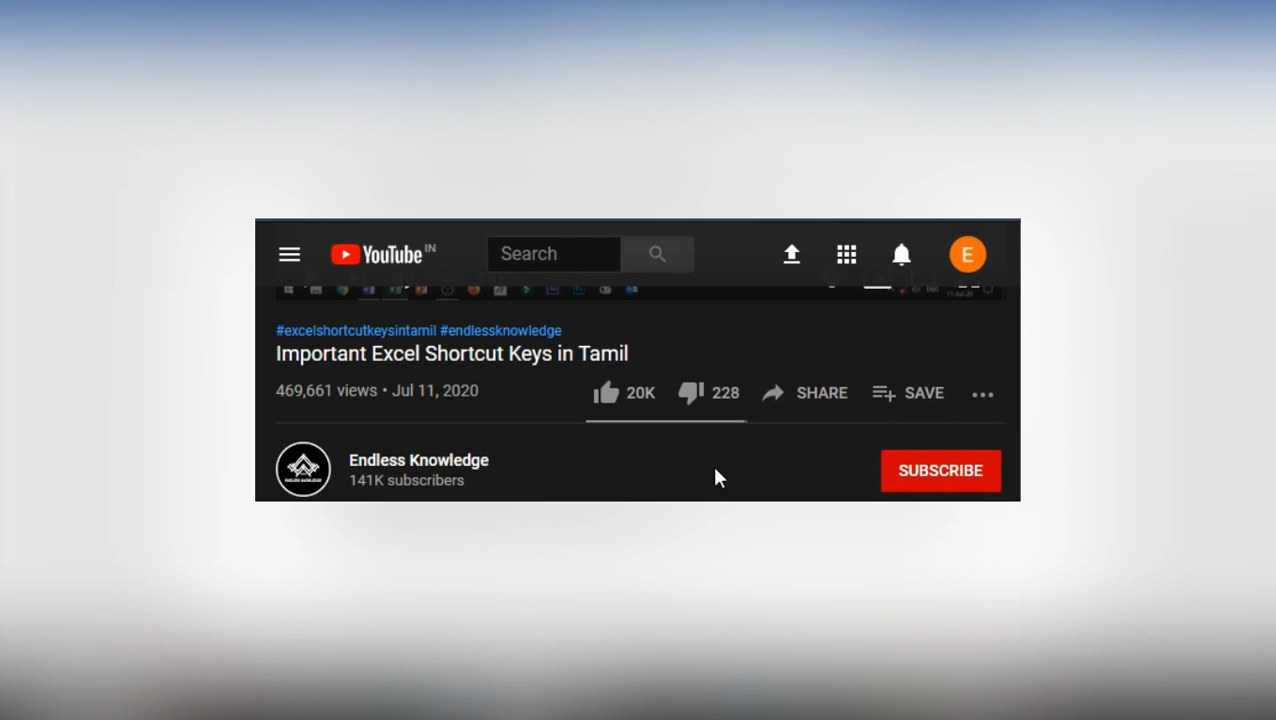 YouTube IN
Search
E
#excelshortcutkeysintamil #endlessknowledge
Important Excel Shortcut Keys in Tamil
469,661 views • Jul 11, 2020
20K
228
SHARE
SAVE
Endless Knowledge
141K subscribers
SUBSCRIBE